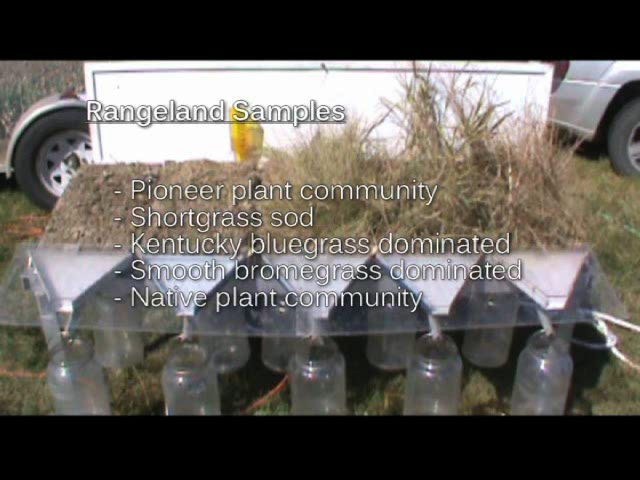 Rangeland Samples
- Pioneer plant community
- Shortgrass sod
- Kentucky bluegrass dominated
- Smooth bromegrass dominated
- Native plant community